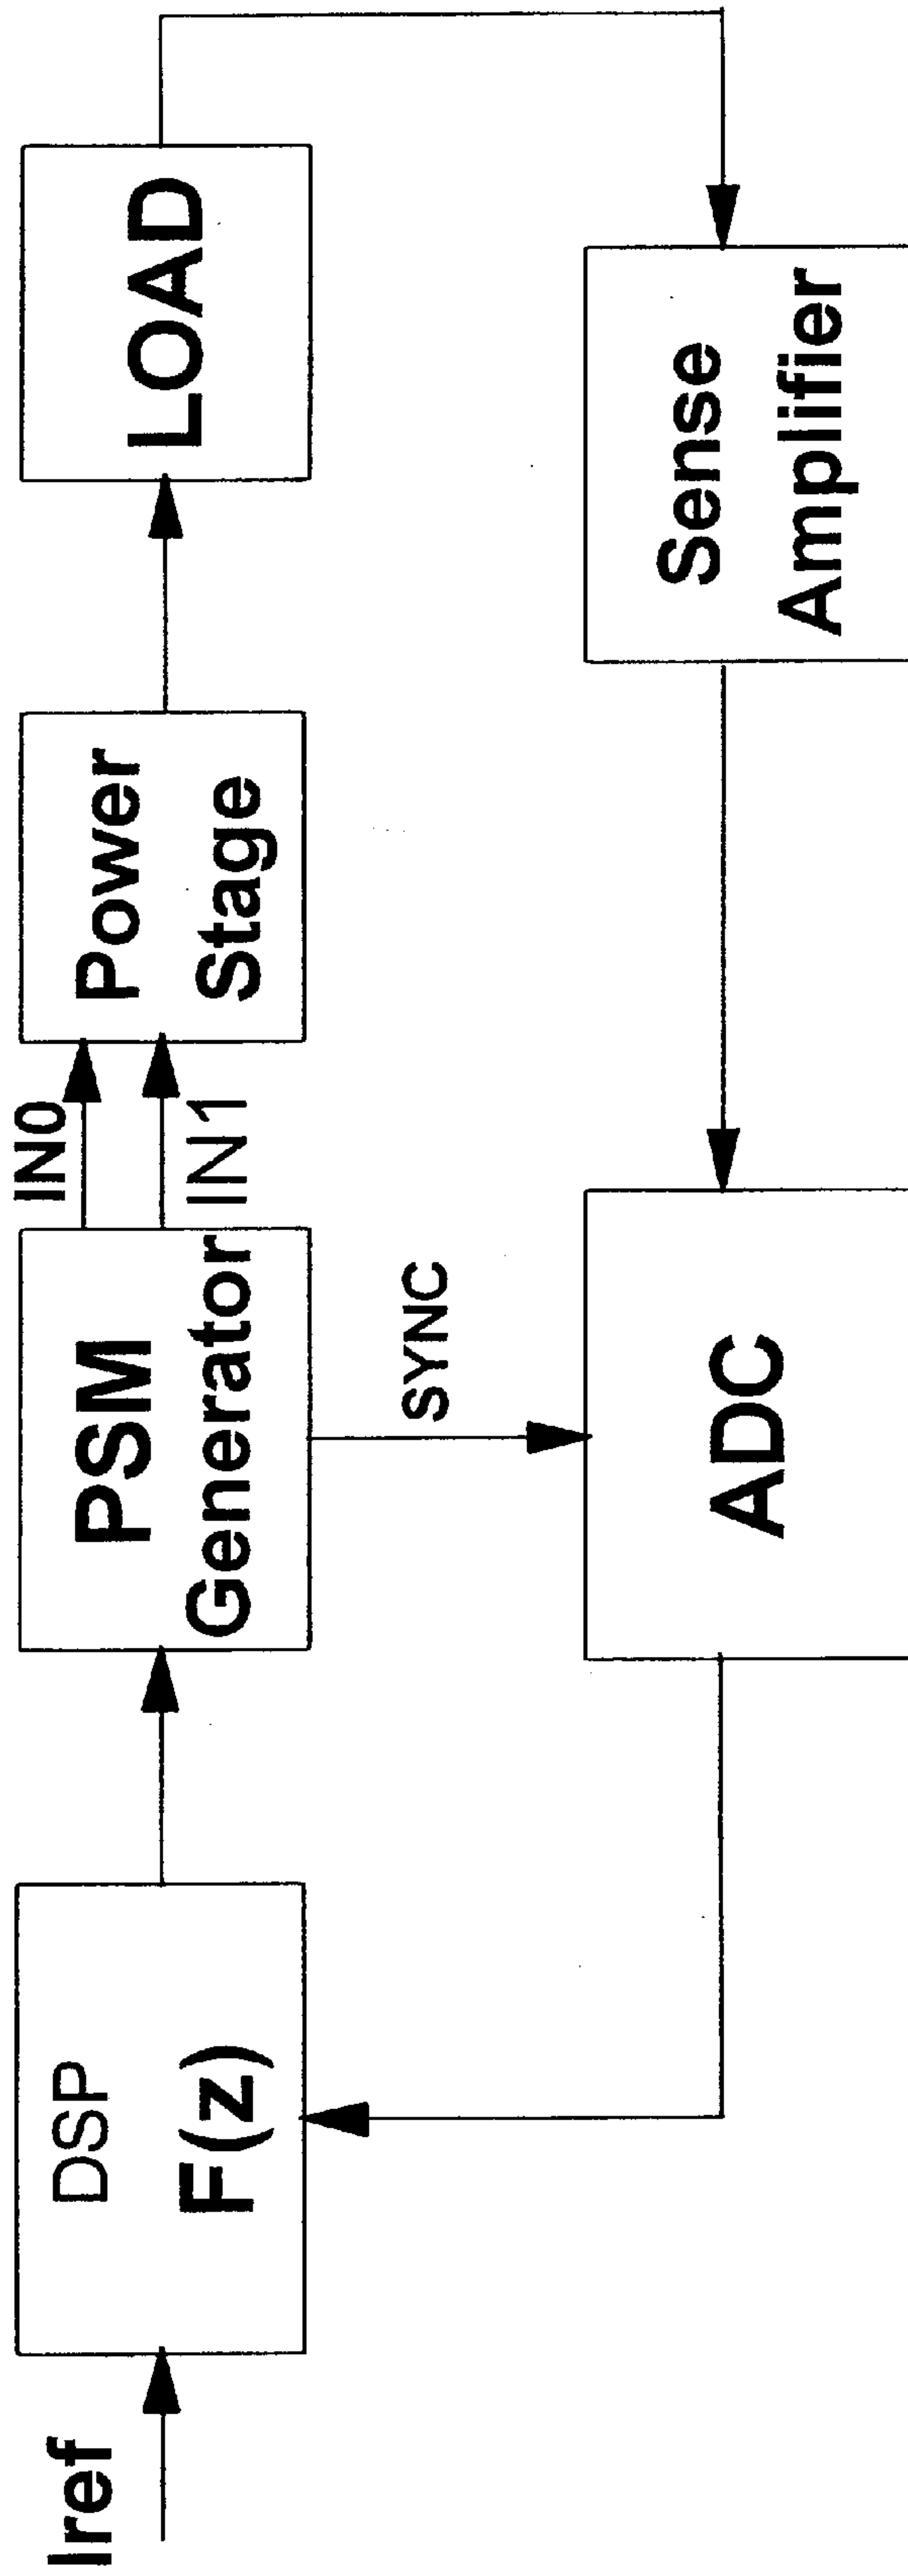 Iref
DSP
F(z)
PSM
Generator
IN0
IN1
Power
Stage
LOAD
SYNC
ADC
Sense
Amplifier